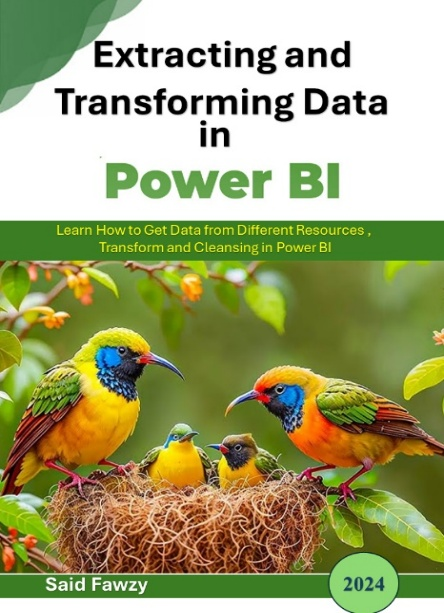 Extracting and
Transforming Data
in
Power BI
Learn How to Get Data from Different Resources ,
Transform and Cleansing in Power BI
Said Fawzy
2024